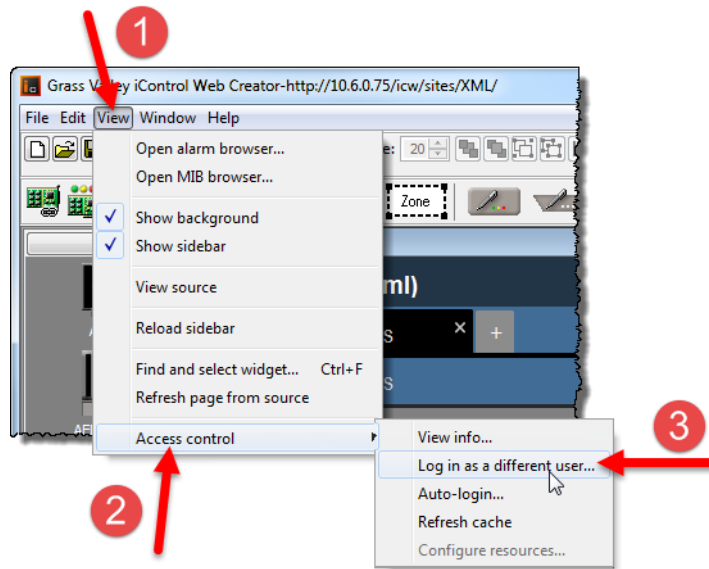 1
Grass Valley iControl Web Creator-http://10.6.0.75/icw/sites/XML/
File Edit View Window Help
Open alarm browser...
e: 20
Open MIB browser...
Show background
Zone
Show sidebar
View source
ml)
Reload sidebar
s × +
Find and select widget... Ctrl+F
s
Refresh page from source
Access control
View info...
3
Log in as a different user...
2
Auto-login...
Refresh cache
Configure resources...